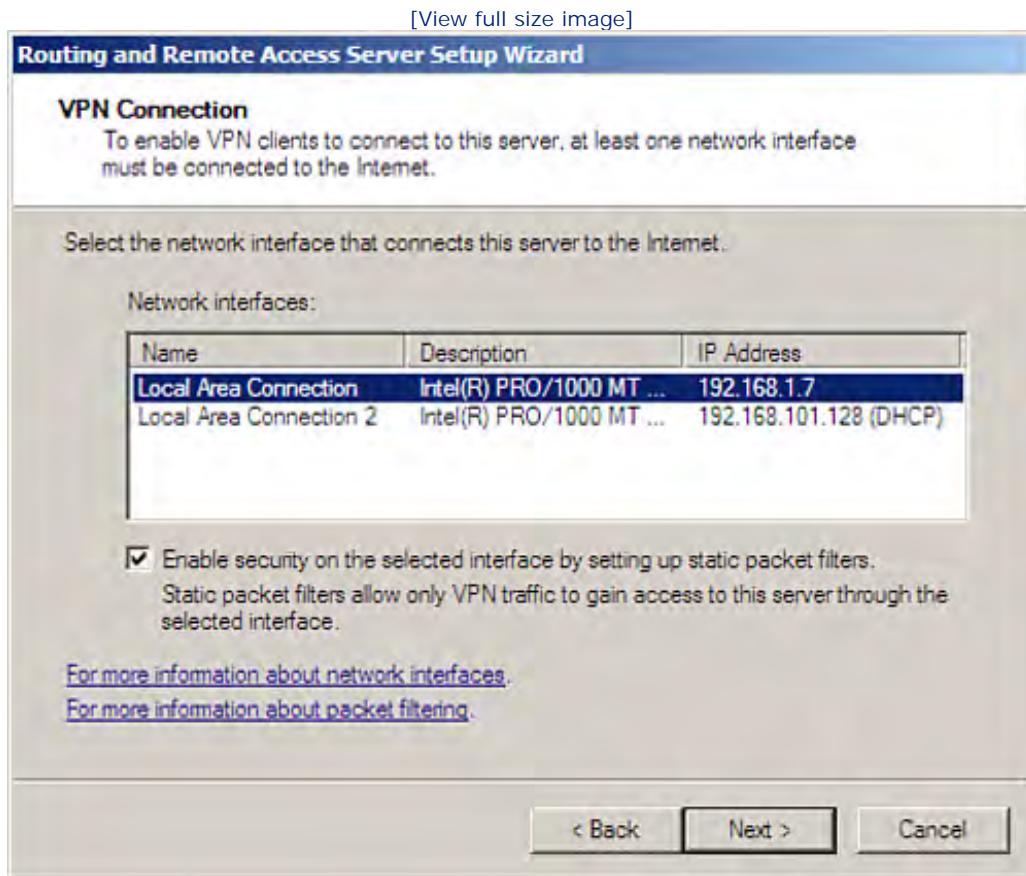 [View full size image]
Routing and Remote Access Server Setup Wizard
VPN Connection
To enable VPN clients to connect to this server, at least one network interface
must be connected to the Internet.
Select the network interface that connects this server to the Internet.
Network interfaces:
Name Description IP Address
Local Area Connection Intel(R) PRO/1000 MT ... 192.168.1.7
Local Area Connection 2 Intel(R) PRO/1000 MT ... 192.168.101.128 (DHCP)
Enable security on the selected interface by setting up static packet filters.
Static packet filters allow only VPN traffic to gain access to this server through the
selected interface.
For more information about network interfaces.
For more information about packet filtering.
< Back Next > Cancel